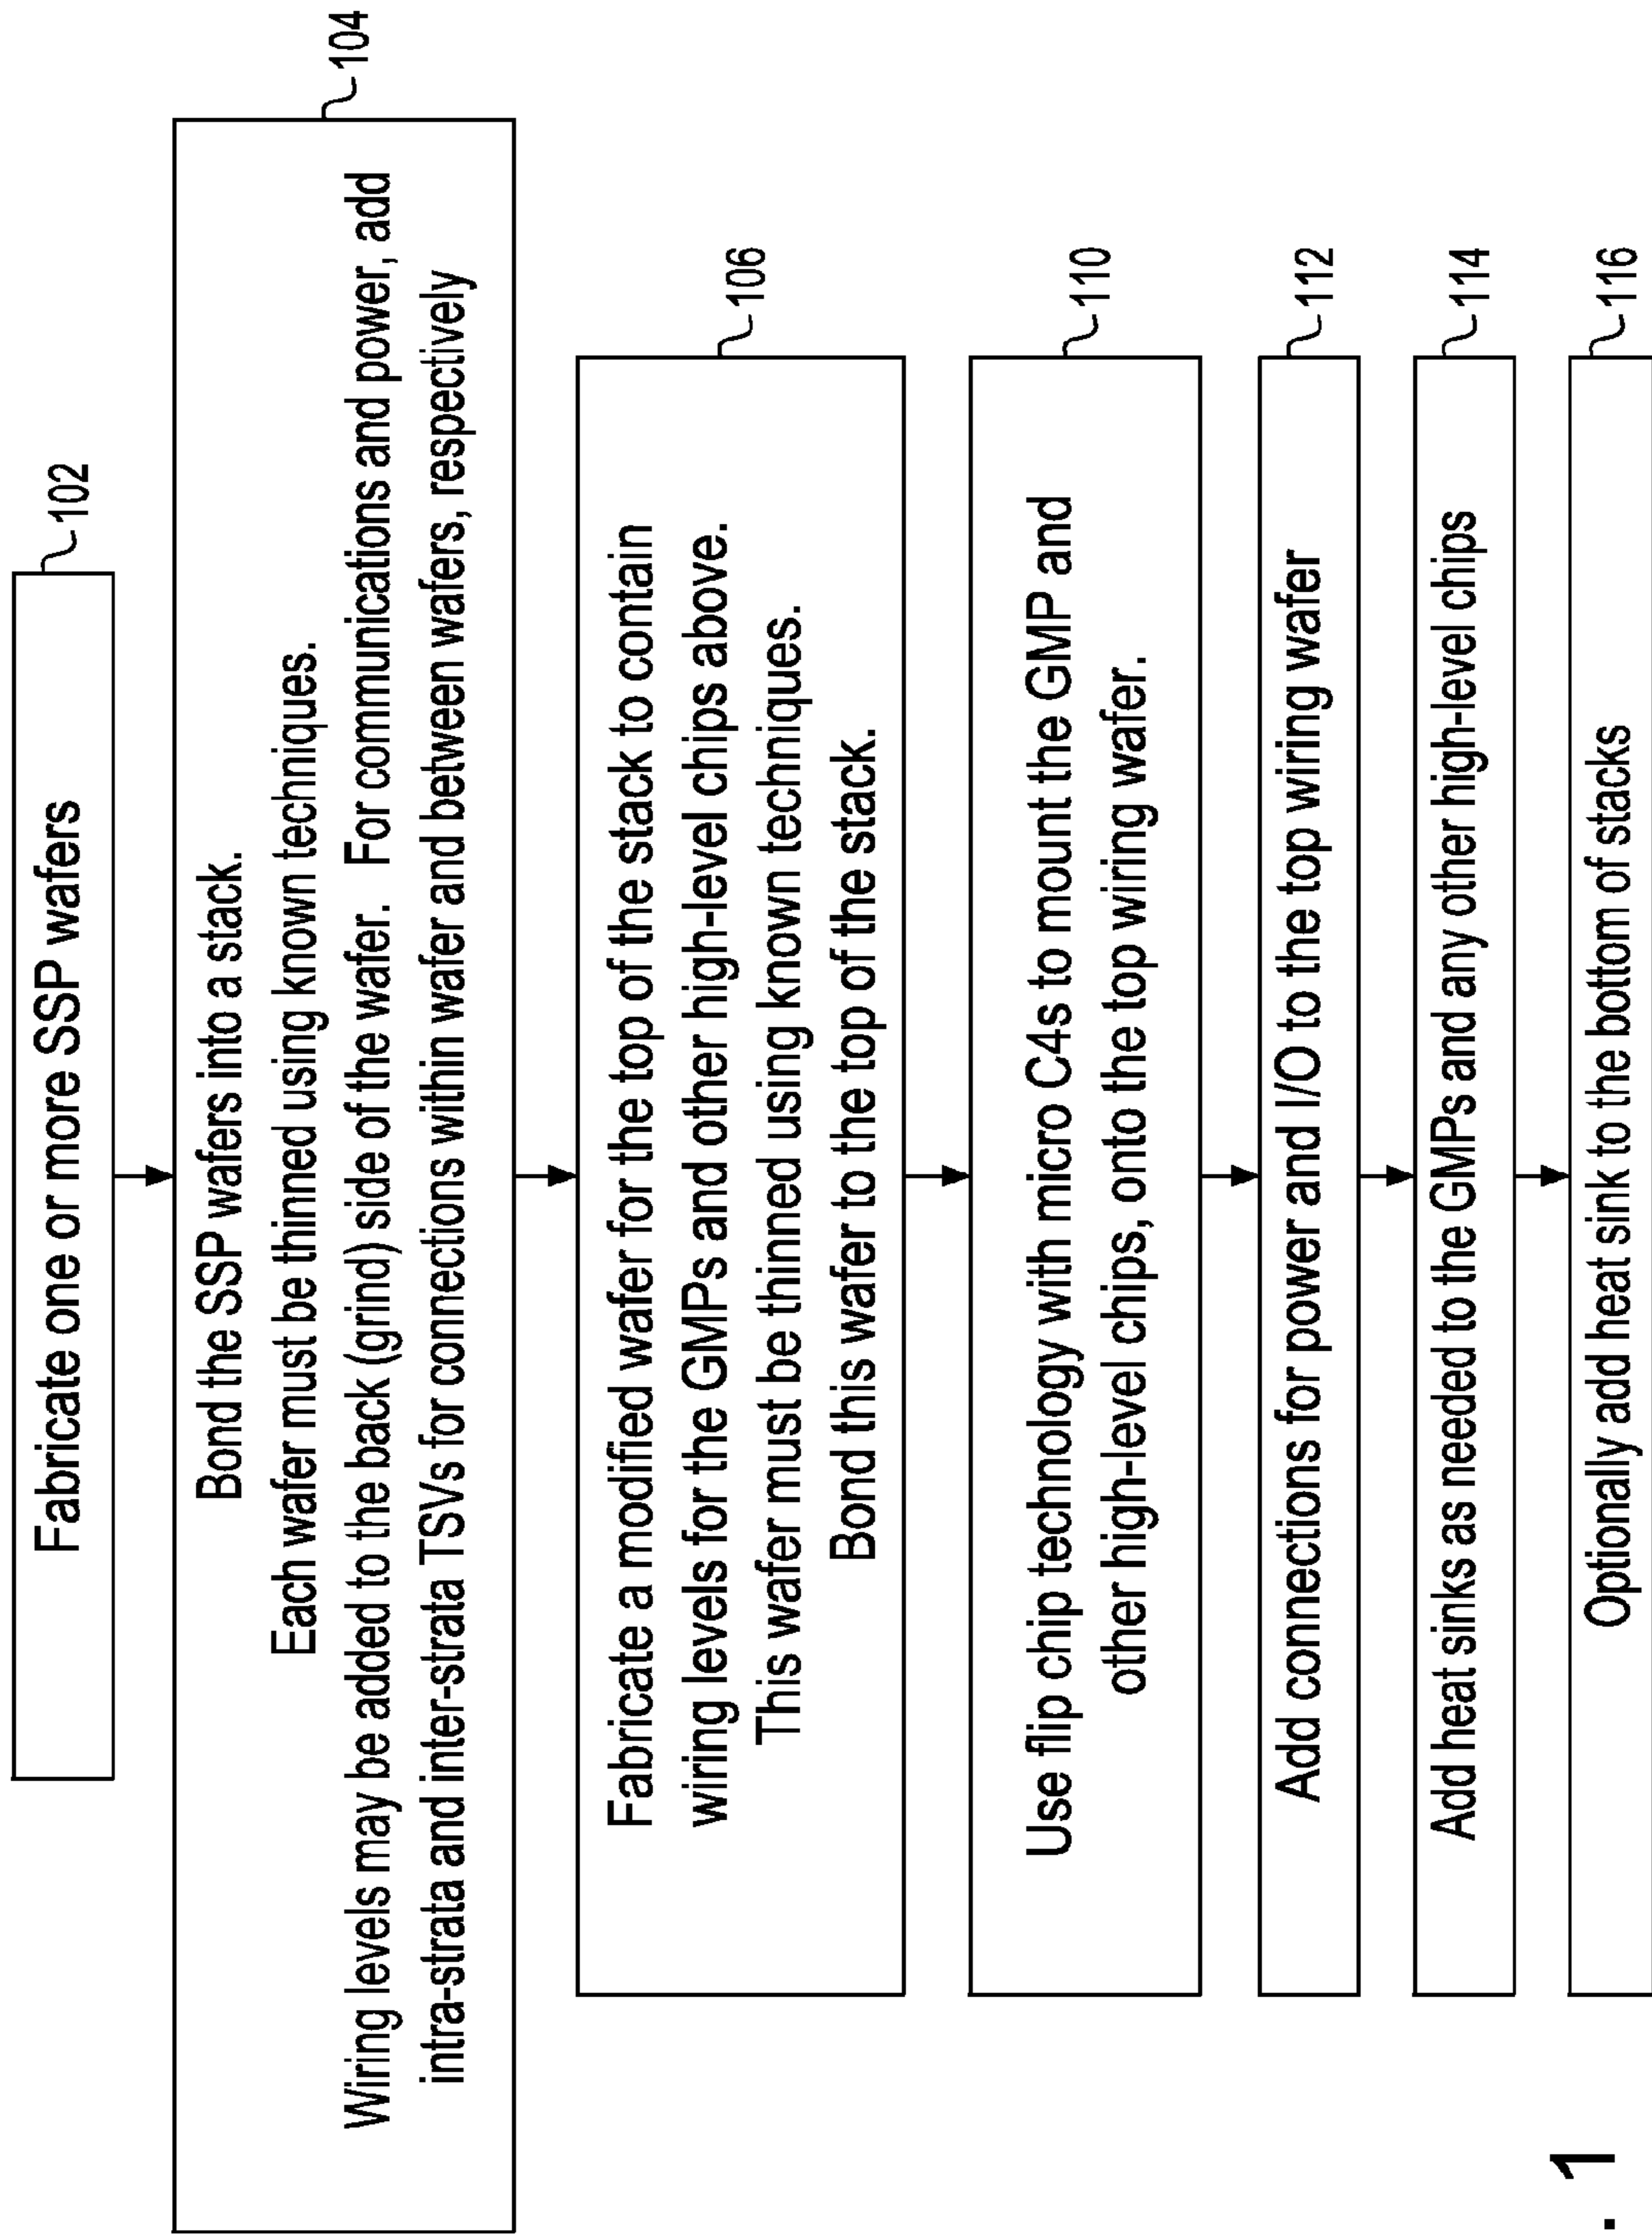 Fabricate one or more SSP wafers
102
Bond the SSP wafers into a stack.
Each wafer must be thinned using known techniques.
Wiring levels may be added to the back (grind) side of the wafer. For communications and power, add
intra-strata and inter-strata TSVs for connections within wafer and between wafers, respectively
104
Fabricate a modified wafer for the top of the stack to contain
wiring levels for the GMPs and other high-level chips above.
This wafer must be thinned using known techniques.
Bond this wafer to the top of the stack.
106
Use flip chip technology with micro C4s to mount the GMP and
other high-level chips, onto the top wiring wafer.
110
Add connections for power and I/O to the top wiring wafer
112
Add heat sinks as needed to the GMPs and any other high-level chips
114
Optionally add heat sink to the bottom of stacks
116
. 1